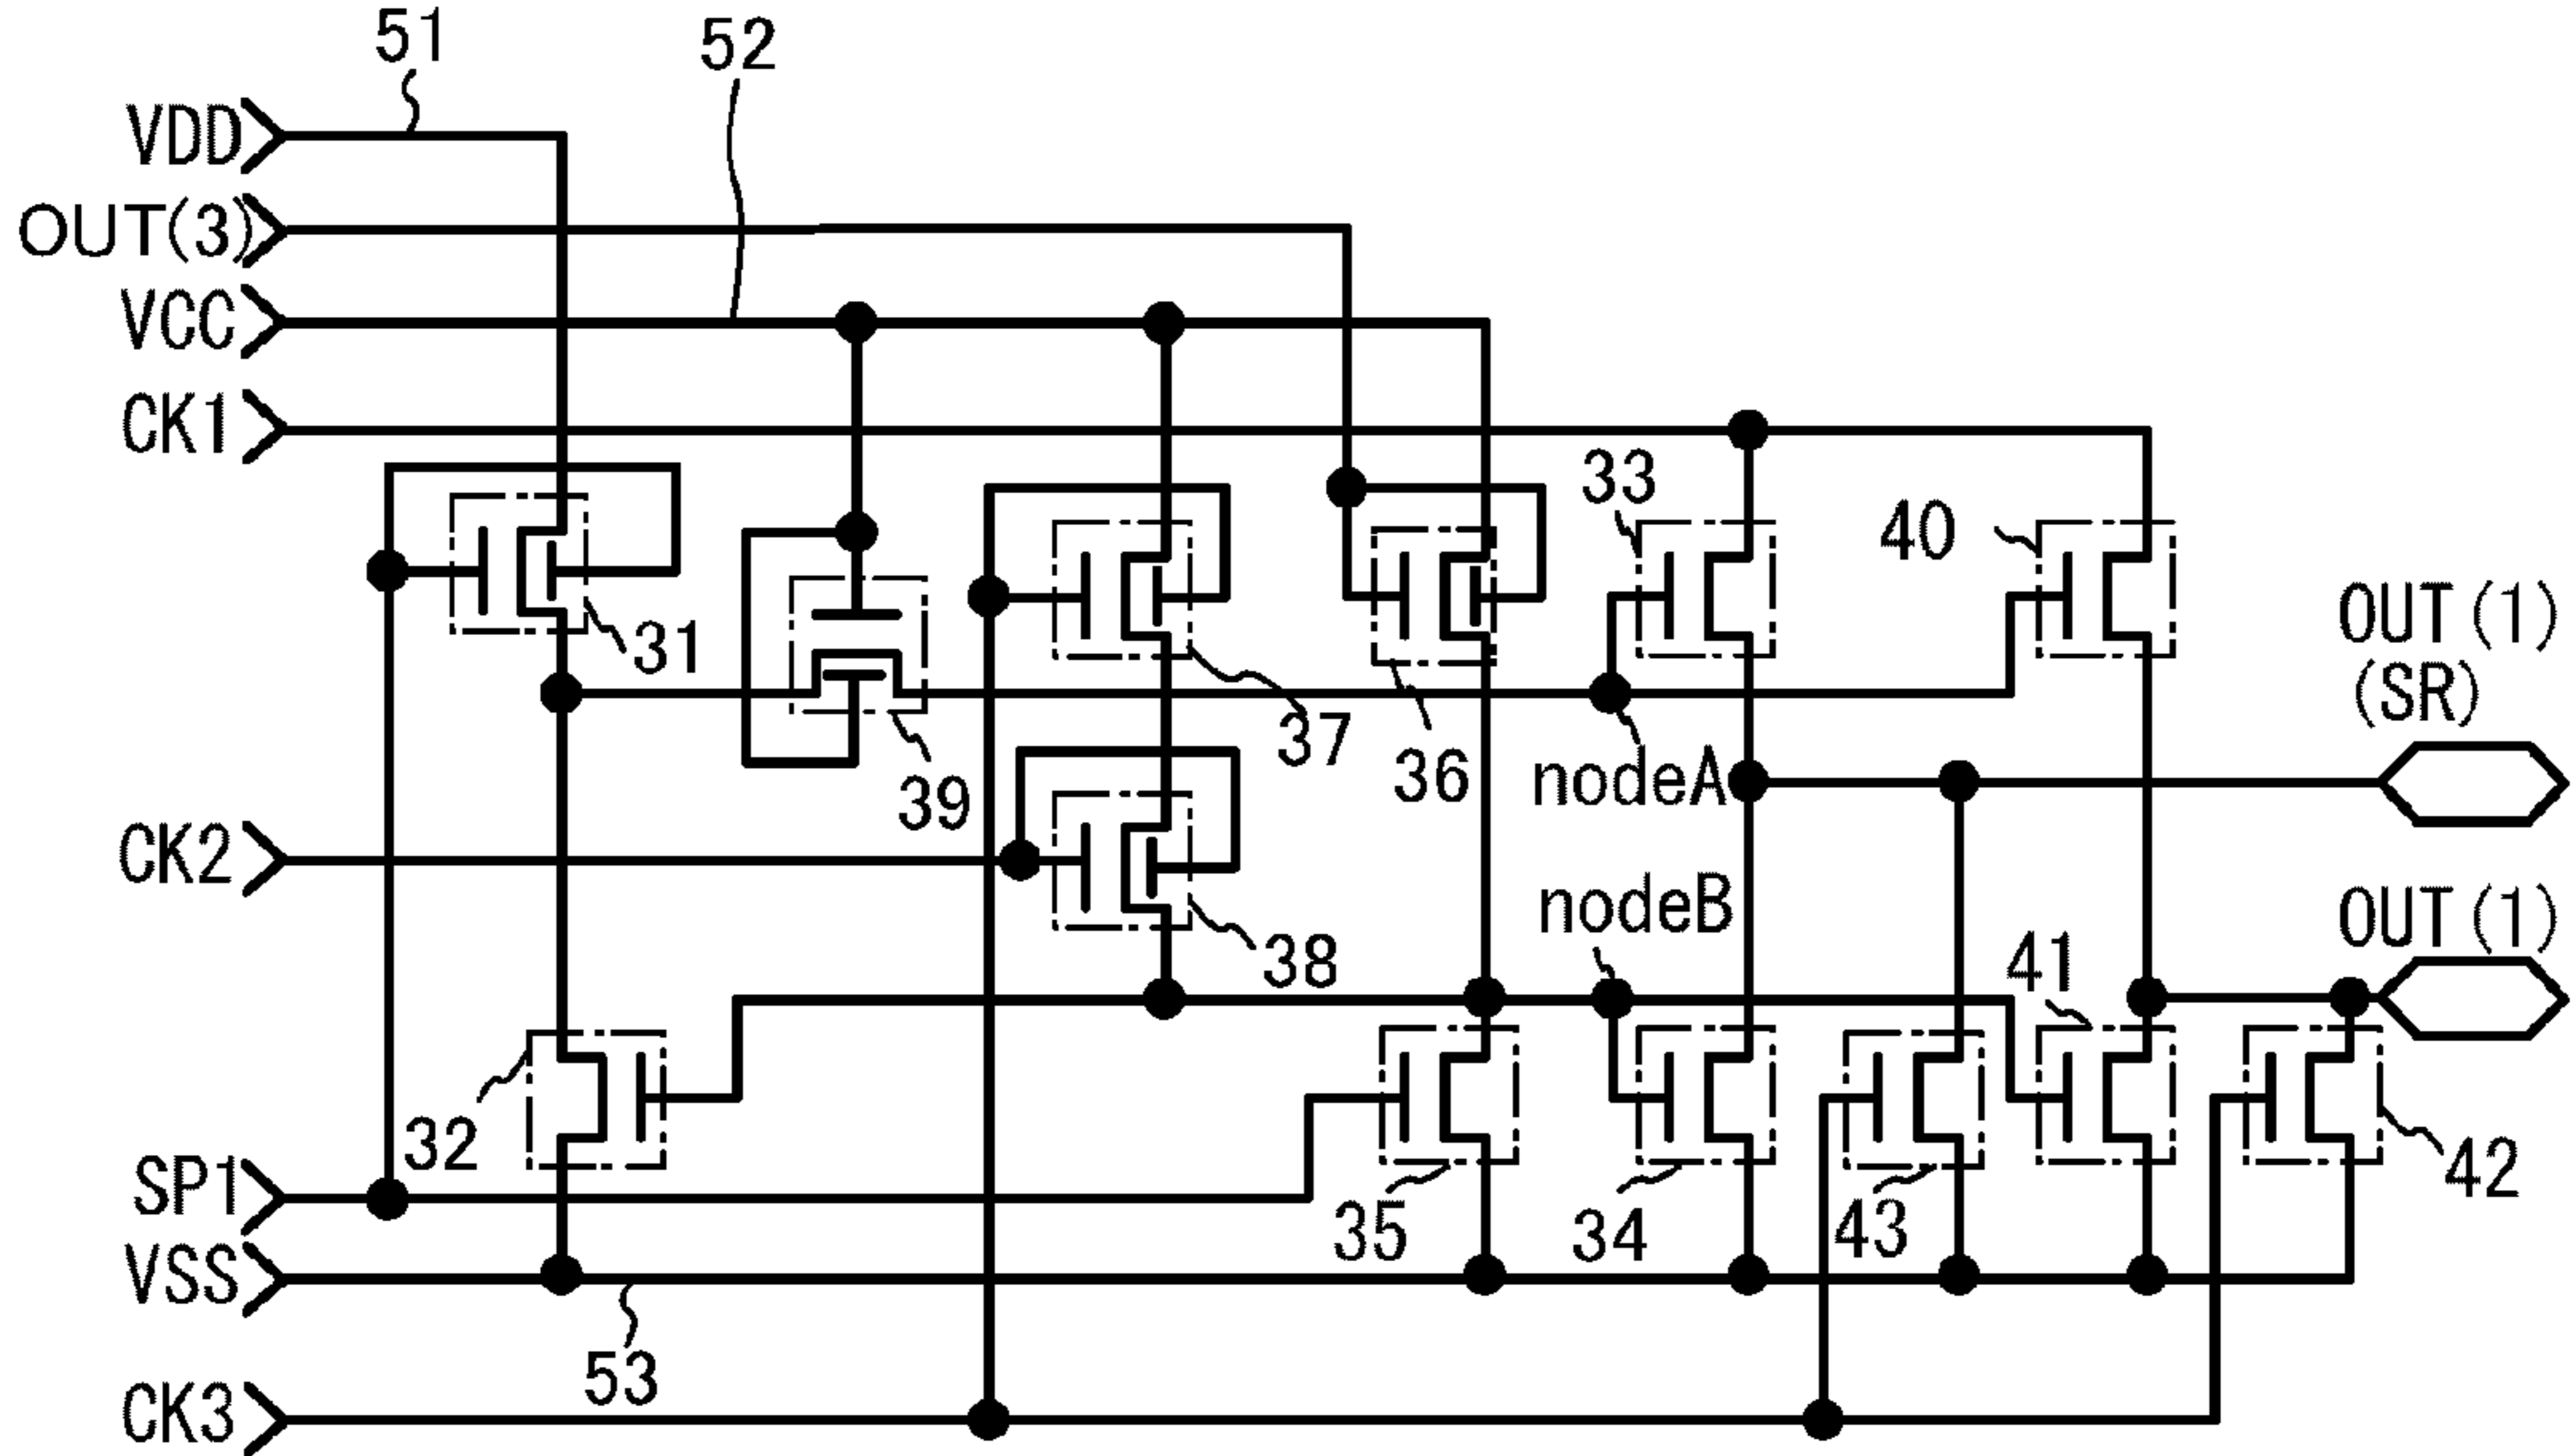 51
52
VDD
OUT(3)
VCC
CK1
33
40
OUT(1)
(SR)
31
37
36
nodeA
39
CK2
nodeB
OUT(1)
38
41
32
SP1
35
34
43
42
VSS
53
CK3